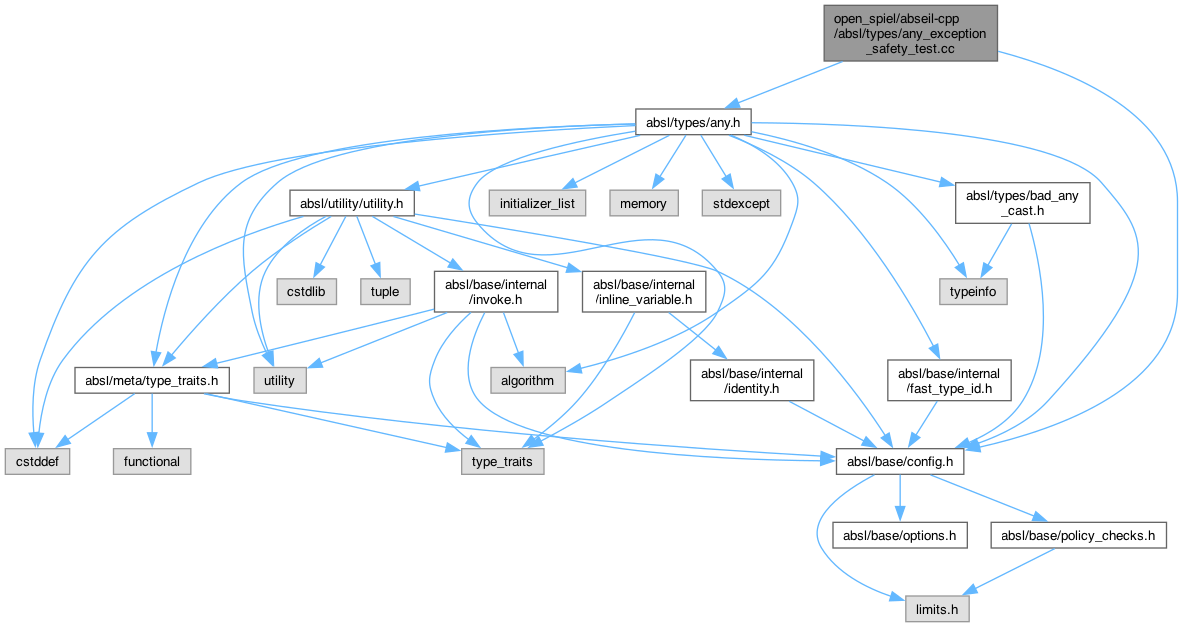 open_spiel/abseil-cpp
/absl/types/any_exception
_safety_test.cc
absl/types/any.h
absl/utility/utility.h
initializer_list
memory
stdexcept
absl/types/bad_any
_cast.h
cstdlib
tuple
absl/base/internal
/invoke.h
absl/base/internal
/inline_variable.h
typeinfo
absl/meta/type_traits.h
utility
algorithm
absl/base/internal
/identity.h
absl/base/internal
/fast_type_id.h
cstddef
functional
type_traits
absl/base/config.h
absl/base/options.h
absl/base/policy_checks.h
limits.h